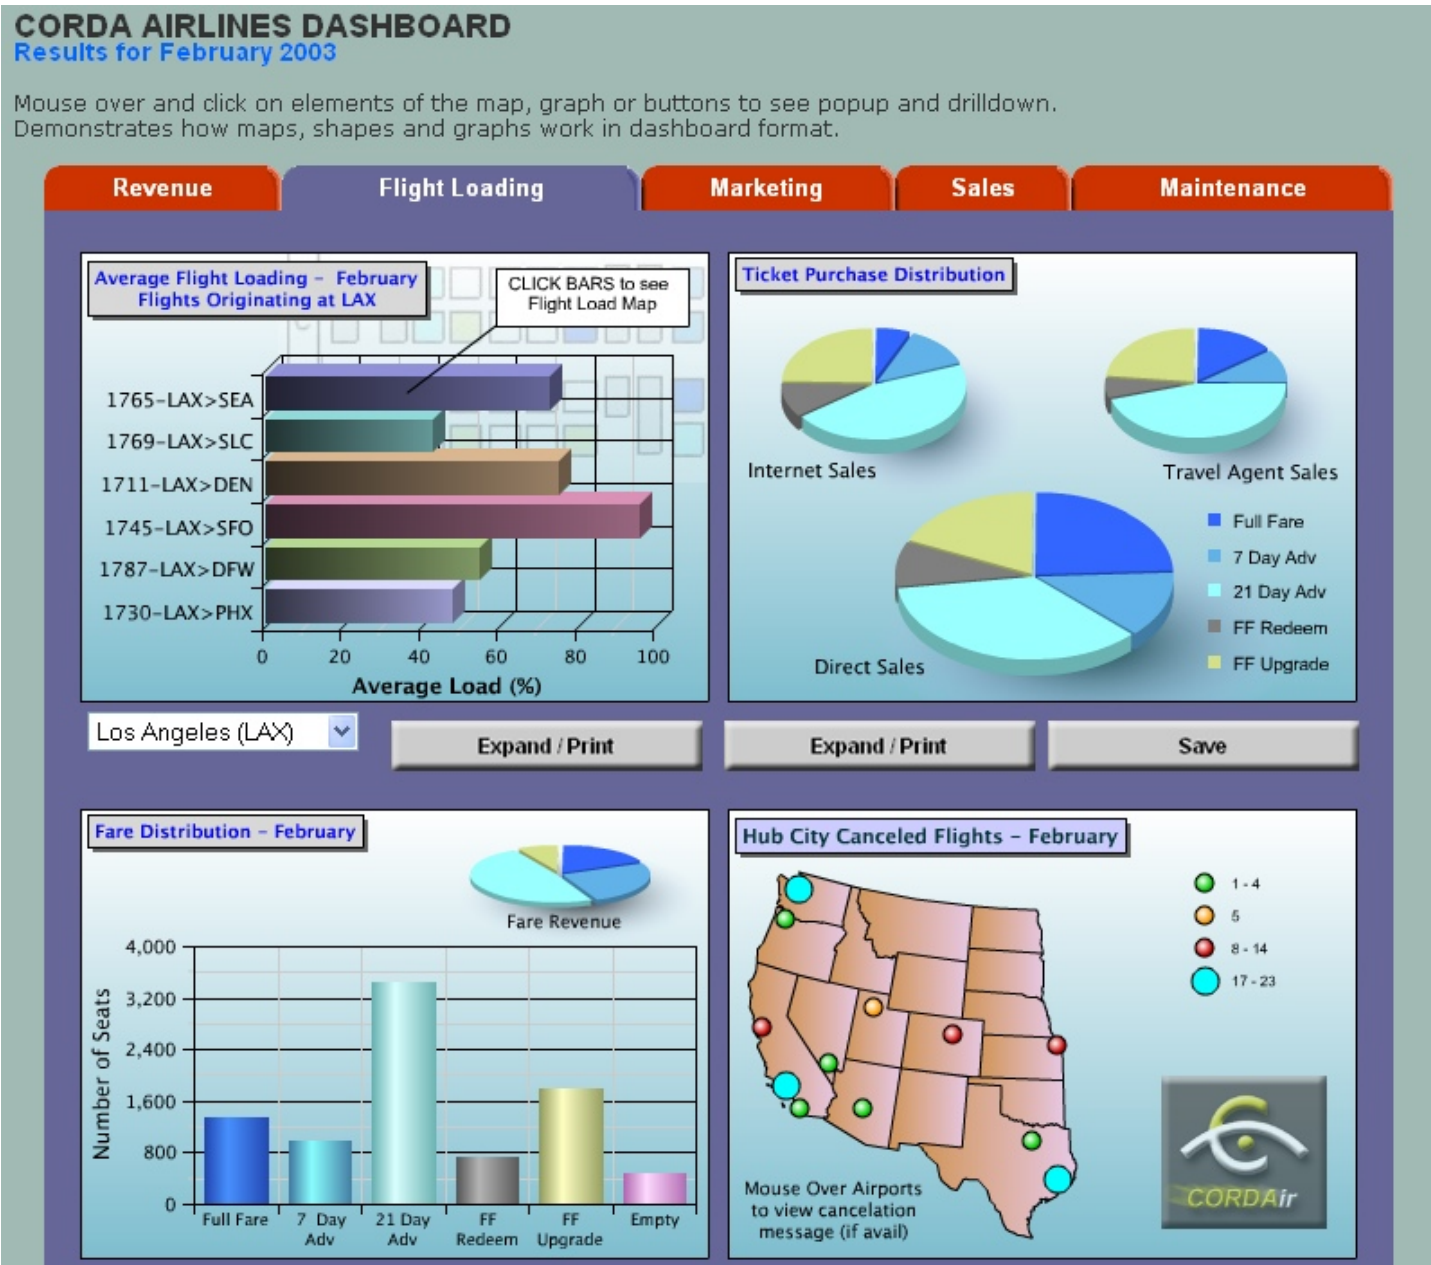 CORDA AIRLINES DASHBOARD
Results for February 2003
Mouse over and click on elements of the map, graph or buttons to see popup and drilldown.
Demonstrates how maps, shapes and graphs work in dashboard format.
Revenue
Flight Loading
Marketing
Sales
Maintenance
Average Flight Loading - February
Flights Originating at LAX
CLICK BARS to see
Flight Load Map
1765-LAX>SEA
1769-LAX>SLC
1711-LAX>DEN
1745-LAX>SFO
1787-LAX>DFW
1730-LAX>PHX
0 20 40 60 80 100
Average Load (%)
Ticket Purchase Distribution
Internet Sales
Travel Agent Sales
Direct Sales
Full Fare
7 Day Adv
21 Day Adv
FF Redeem
FF Upgrade
Los Angeles (LAX)
Expand / Print
Expand / Print
Save
Fare Distribution - February
Fare Revenue
Number of Seats
4,000
3,200
2,400
1,600
800
0
Full Fare
7 Day
Adv
21 Day
Adv
FF
Redeem
FF
Upgrade
Empty
Hub City Canceled Flights - February
1 - 4
5
8 - 14
17 - 23
Mouse Over Airports
to view cancelation
message (if avail)
CORDAir